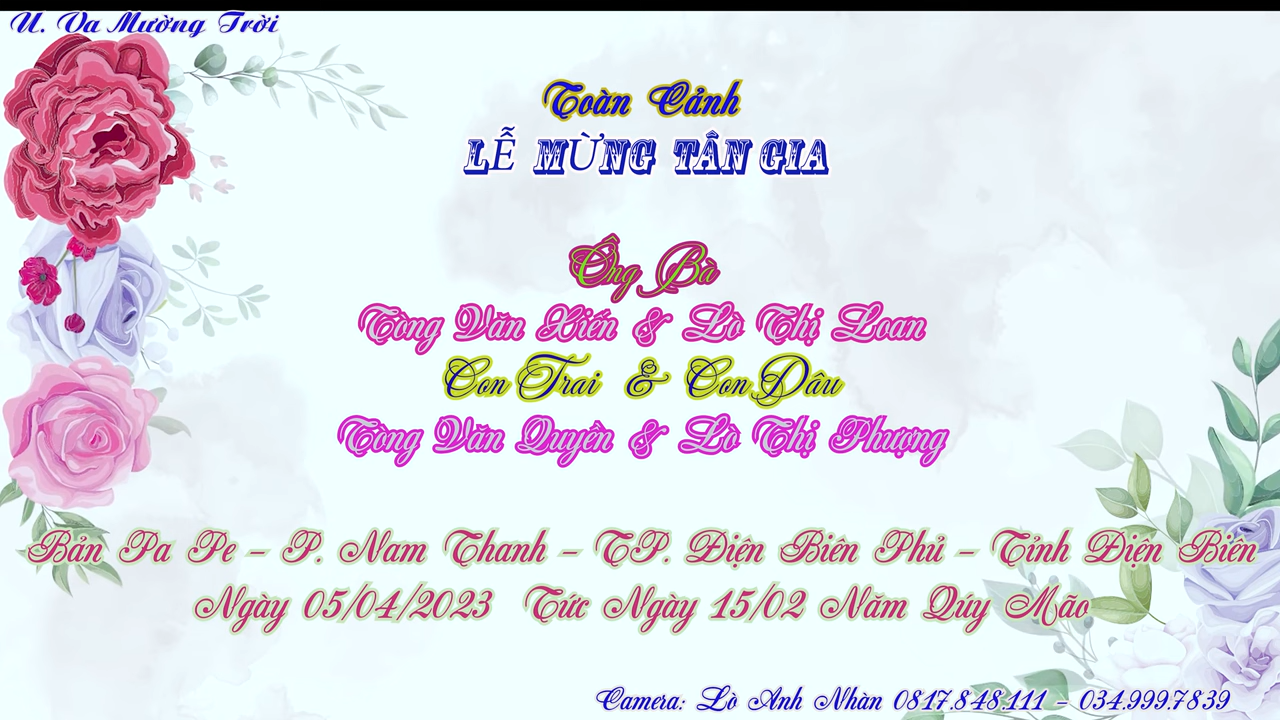 U. Va Mường Trời
Toàn Cảnh
LỄ MỪNG TÂN GIA
Ông Bà
Tòng Văn Xiến & Lò Thị Loan
Con Trai & Con Dâu
Tòng Văn Quyền & Lò Thị Phượng
Bản Pa Pe - P. Nam Thanh - TP. Điện Biên Phủ - Tỉnh Điện Biên
Ngày 05/04/2023 Tức Ngày 15/02 Năm Qúy Mão
Camera: Lò Anh Nhàn 0817.848.111 - 034.999.7839